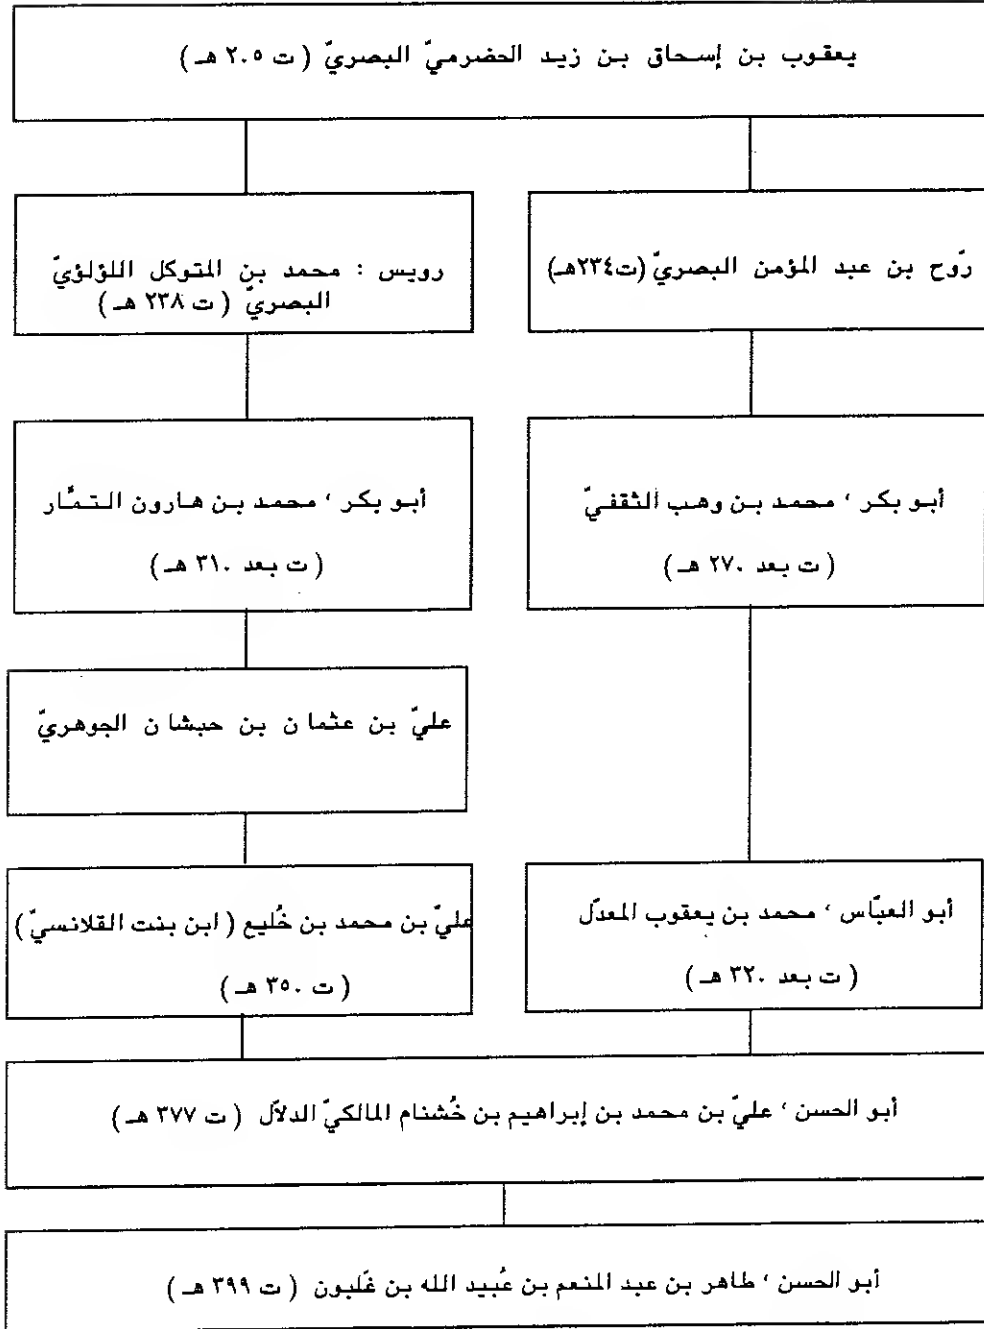 يعقوب بن إسحاق بن زيد الحضرميّ البصريّ ( ت ٢٠٥ هـ )
رَوح بن عبد المؤمن البصريّ (ت٢٣٤هـ)
رويس : محمد بن المتوكل اللؤلؤيّ
البصريّ ( ت ٢٣٨ هـ )
أبو بكر ، محمد بن وهب الثقفيّ
( ت بعد ٢٧٠ هـ )
أبو بكر ، محمد بن هارون التمّار
( ت بعد ٣١٠ هـ )
عليّ بن عثمان بن حبشان الجوهريّ
أبو العبّاس ، محمد بن يعقوب المعدّل
( ت بعد ٣٢٠ هـ )
عليّ بن محمد بن خُليع ( ابن بنت القلانسيّ )
( ت ٣٥٠ هـ )
أبو الحسن ، عليّ بن محمد بن إبراهيم بن خُشنام المالكيّ الدلاّل ( ت ٣٧٧ هـ )
أبو الحسن ، طاهر بن عبد المنعم بن عُبيد الله بن غَلبون ( ت ٣٩٩ هـ )